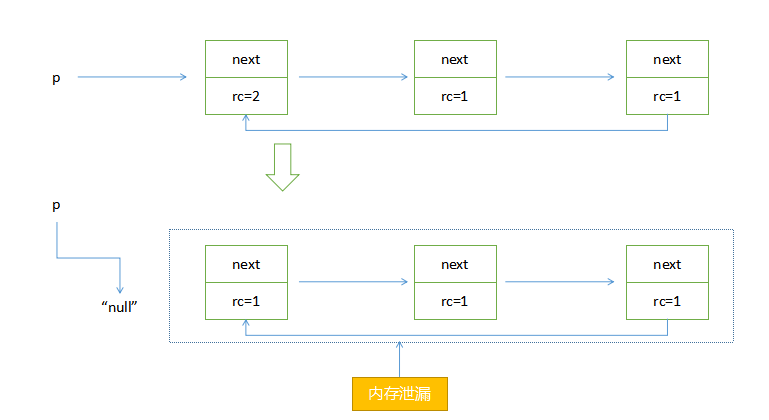 next
next
next
p
rc=2
rc=1
rc=1
p
next
next
next
“null”
rc=1
rc=1
rc=1
内存泄漏